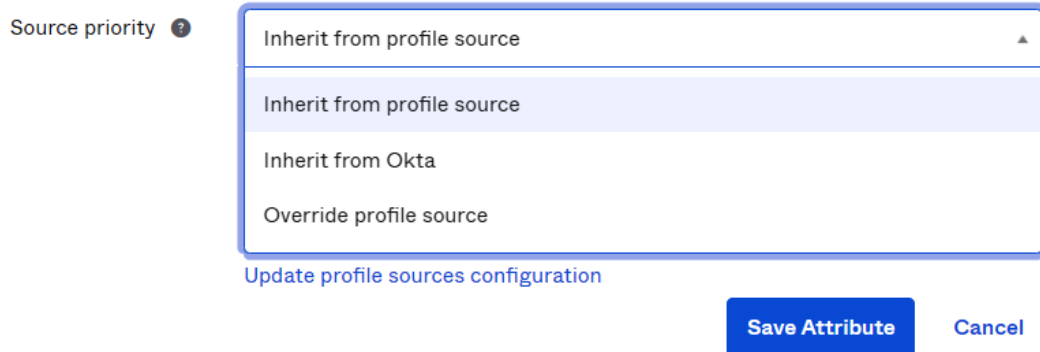 Source priority ?
Inherit from profile source
Inherit from profile source
Inherit from Okta
Override profile source
Update profile sources configuration
Save Attribute
Cancel